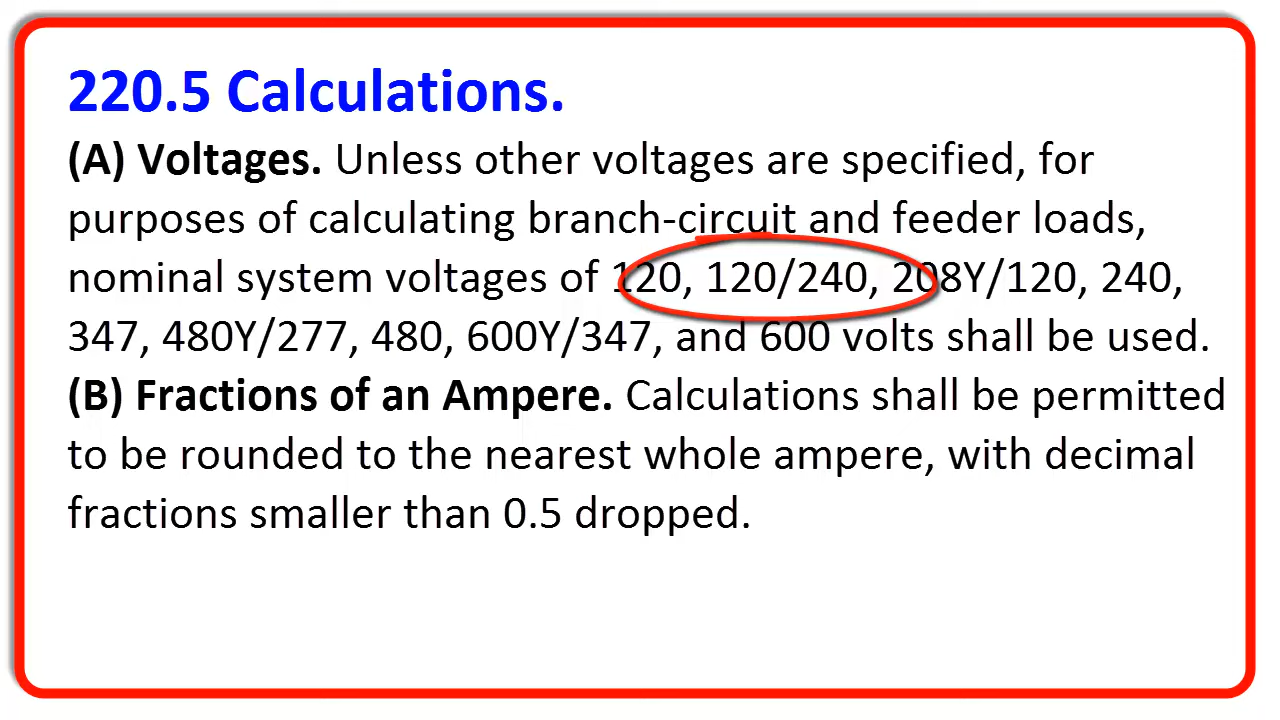 220.5 Calculations.
(A) Voltages. Unless other voltages are specified, for
purposes of calculating branch-circuit and feeder loads,
nominal system voltages of 120, 120/240, 208Y/120, 240,
347, 480Y/277, 480, 600Y/347, and 600 volts shall be used.
(B) Fractions of an Ampere. Calculations shall be permitted
to be rounded to the nearest whole ampere, with decimal
fractions smaller than 0.5 dropped.